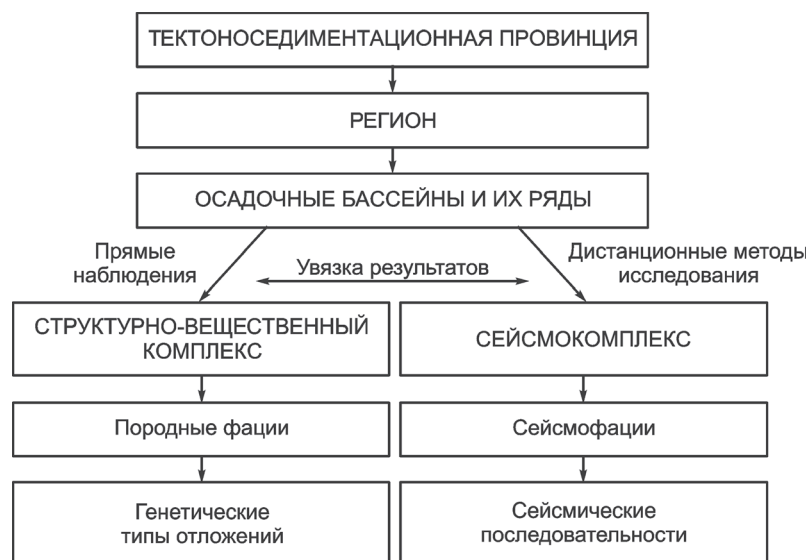 ТЕКТОНОСЕДИМЕНТАЦИОННАЯ ПРОВИНЦИЯ
РЕГИОН
ОСАДОЧНЫЕ БАССЕЙНЫ И ИХ РЯДЫ
Прямые
наблюдения
Увязка результатов
Дистанционные методы
исследования
СТРУКТУРНО-ВЕЩЕСТВЕННЫЙ
КОМПЛЕКС
СЕЙСМОКОМПЛЕКС
Породные фации
Сейсмофации
Генетические
типы отложений
Сейсмические
последовательности